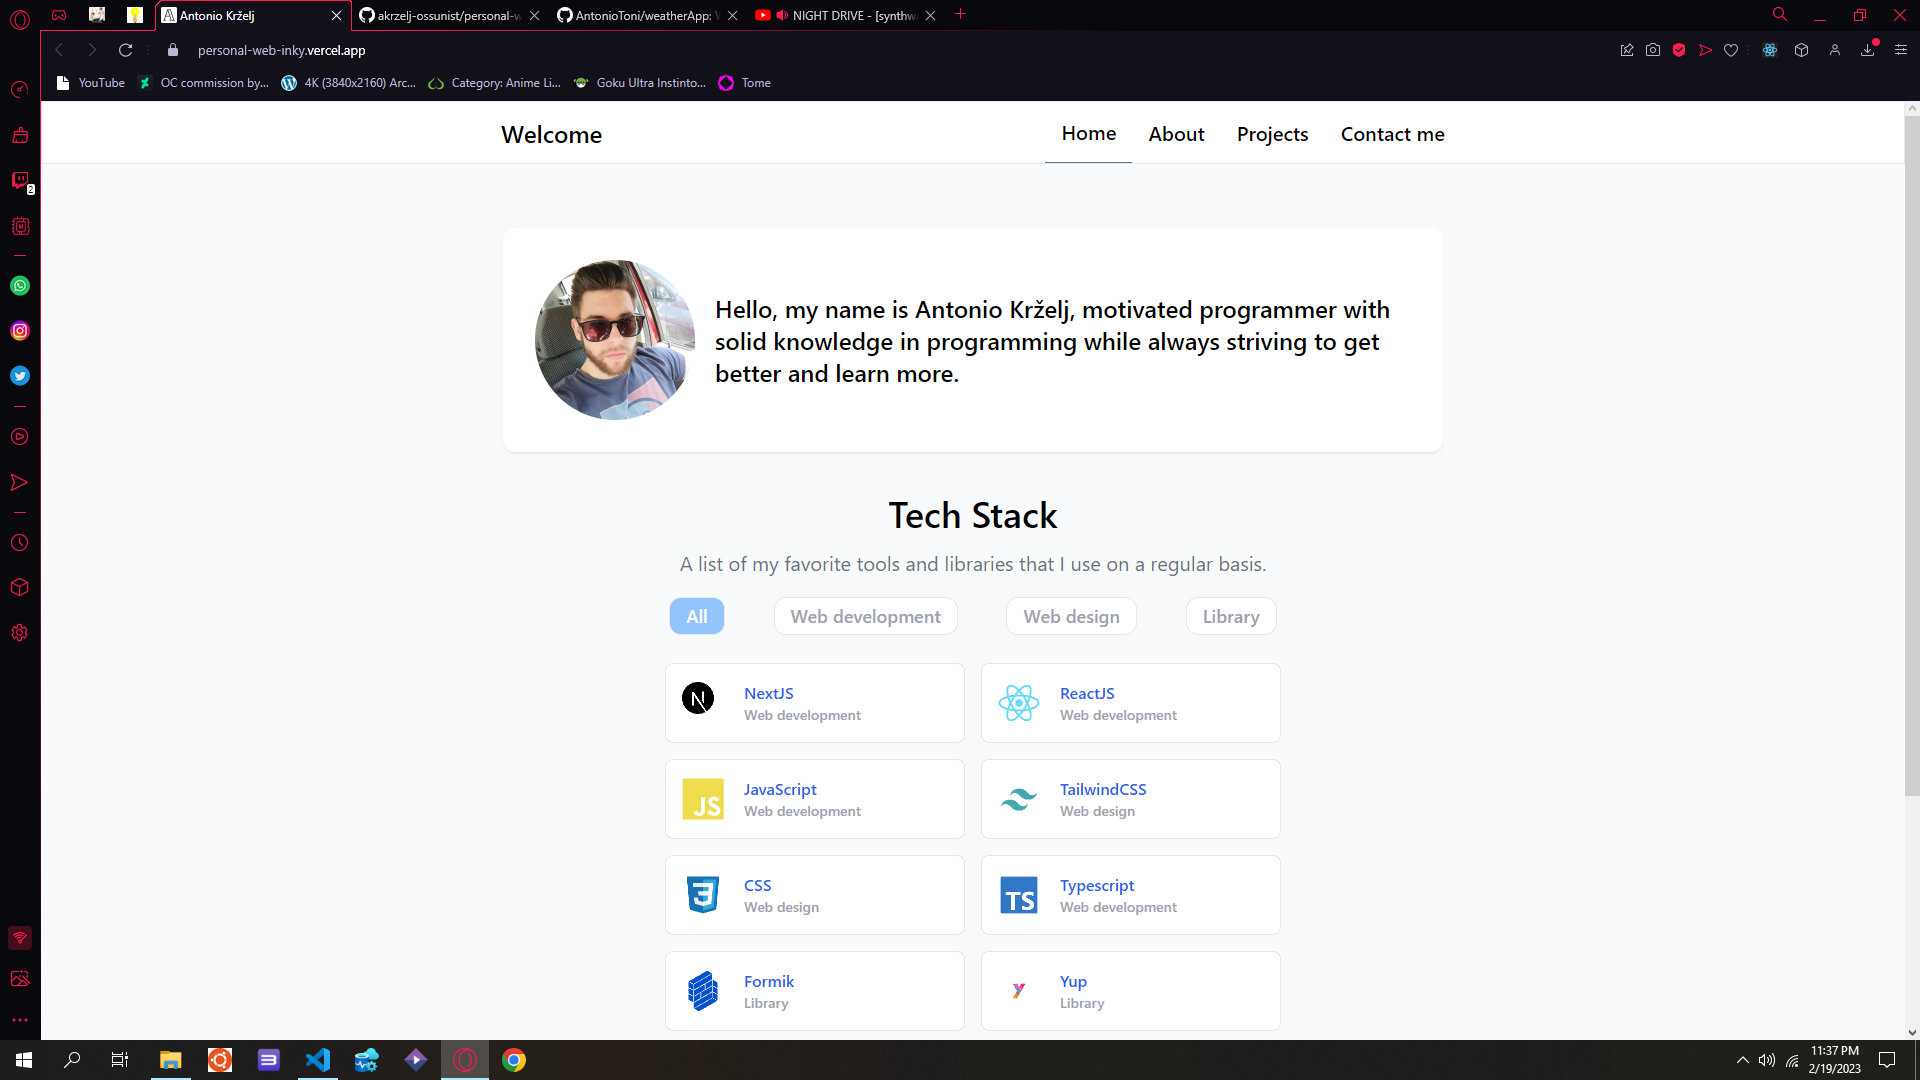 Antonio Krželj
akrzelj-ossunist/personal-w
AntonioToni/weatherApp:
NIGHT DRIVE - [synthw
personal-web-inky.vercel.app
YouTube
OC commission by...
4K (3840x2160) Arc...
Category: Anime Li...
Goku Ultra Instinto...
Tome
2
Welcome
Home
About
Projects
Contact me
Hello, my name is Antonio Krželj, motivated programmer with
solid knowledge in programming while always striving to get
better and learn more.
Tech Stack
A list of my favorite tools and libraries that I use on a regular basis.
All
Web development
Web design
Library
N
NextJS
Web development
ReactJS
Web development
JS
JavaScript
Web development
TailwindCSS
Web design
3
CSS
Web design
TS
Typescript
Web development
Formik
Library
Y
Yup
Library
11:37 PM
2/19/2023